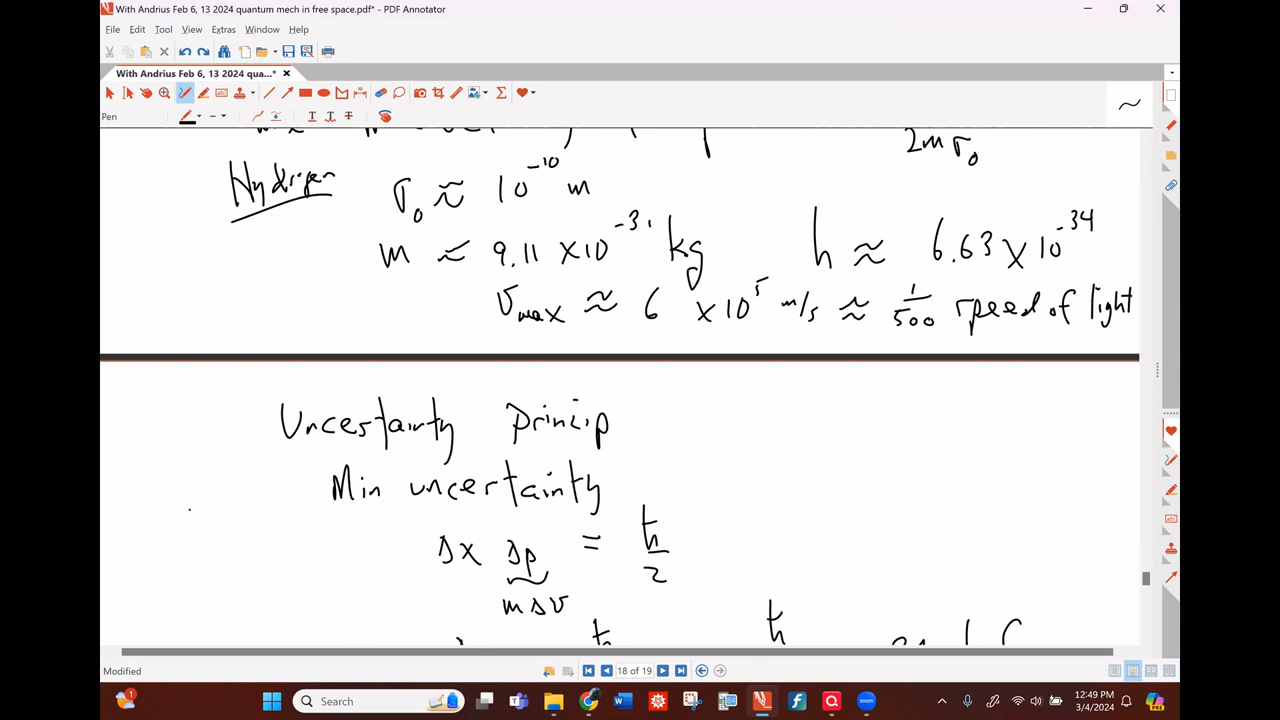 With Andrius Feb 6, 13 2024 quantum mech in free space.pdf* - PDF Annotator
File Edit Tool View Extras Window Help
With Andrius Feb 6, 13 2024 qua...*
Pen
2mσ₀
Hydrogen σ₀ ≈ 10⁻¹⁰ m
m ≈ 9.11 × 10⁻³¹ kg h ≈ 6.63 × 10⁻³⁴
v_max ≈ 6 × 10⁵ m/s ≈ 1/500 speed of light
Uncertainty Princip
Min uncertainty
Δx Δp = ħ/2
mΔv
ħ ħ
Modified 18 of 19
Search 12:49 PM
3/4/2024